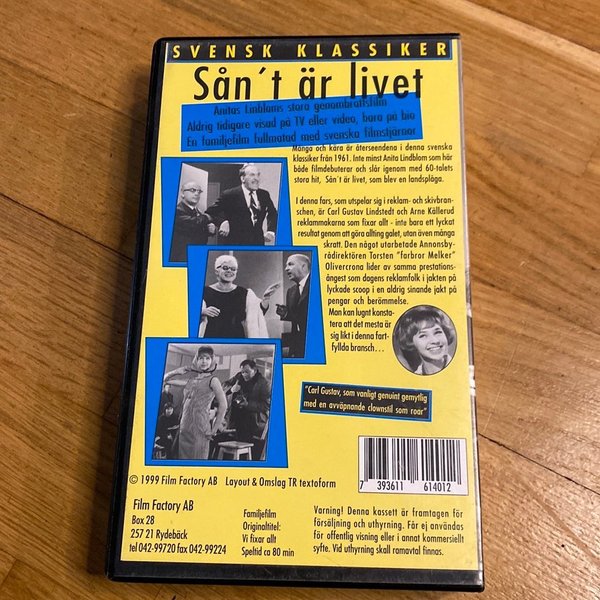 SVENSK KLASSIKER
Sån´t är livet
Anitas Linbloms stora genombrottsfilm
Aldrig tidigare visad på TV eller video, bara på bio
En familjefilm fullmatad med svenska filmstjärnor
Många och kära är återseendena i denna svenska
klassiker från 1961. Inte minst Anita Lindblom som här
både filmdebuterar och slår igenom med 60-talets
stora hit, Sån´t är livet, som blev en landsplåga.
I denna fars, som utspelar sig i reklam- och skivbran-
schen, är Carl Gustav Lindstedt och Arne Källerud
reklammakarna som fixar allt - inte bara ett lyckat
resultat genom att göra allting galet, utan även många
skratt. Den något utarbetade Annonsby-
rådirektören Torsten "farbror Melker"
Olivercrona lider av samma prestations-
ångest som dagens reklamfolk i jakten på
lyckade scoop i en aldrig sinande jakt på
pengar och berömmelse.
Man kan lugnt konsta-
tera att det mesta är
sig likt i denna fart-
fyllda bransch...
"Carl Gustav, som vanligt genuint gemytlig
med en avväpnande clownstil som roar"
© 1999 Film Factory AB Layout & Omslag TR textoform
7 393611 614012
Film Factory AB
Box 28
257 21 Rydebäck
tel 042-99720 fax 042-99224
Familjefilm
Originaltitel:
Vi fixar allt
Speltid ca 80 min
Varning! Denna kassett är framtagen för
försäljning och uthyrning. Får ej användas
för offentlig visning eller i annat kommersiellt
syfte. Vid uthyrning skall ramavtal finnas.